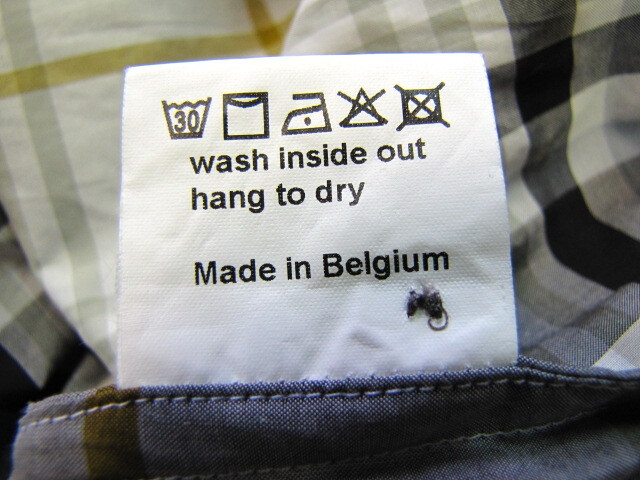 30
wash inside out
hang to dry
Made in Belgium